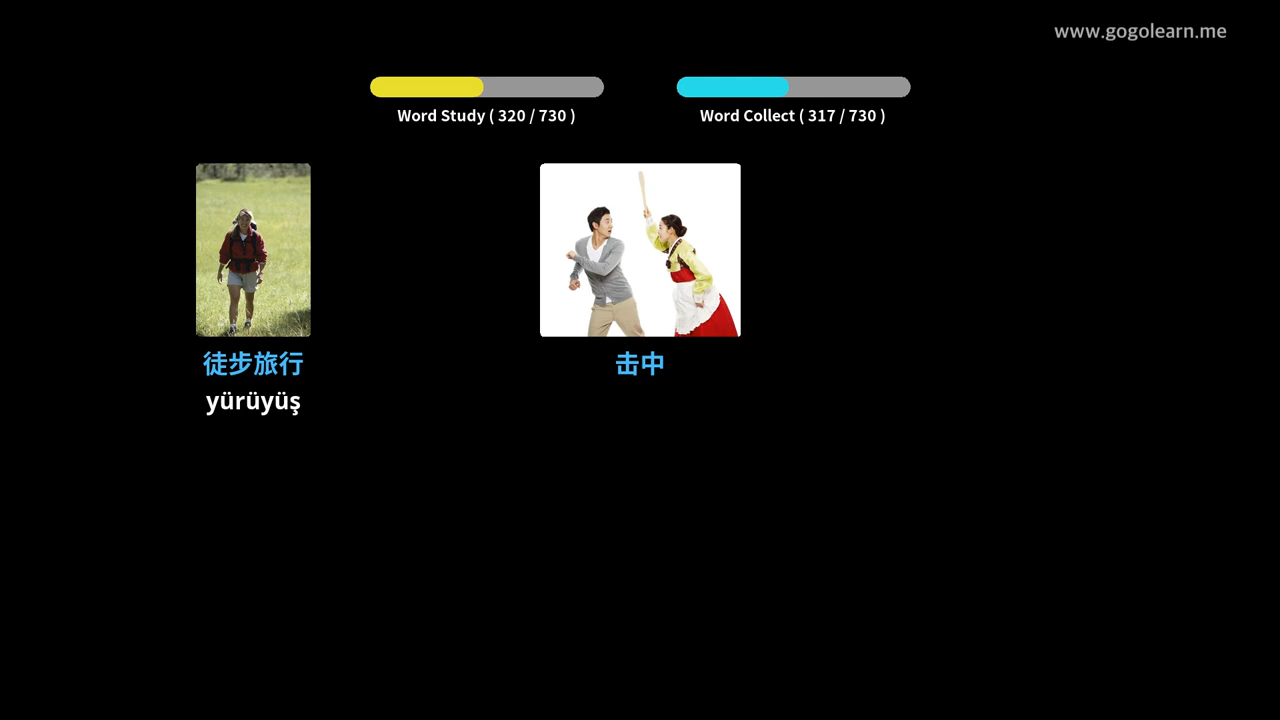 www.gogolearn.me
Word Study ( 320 / 730 )
Word Collect ( 317 / 730 )
徒步旅行
击中
yürüyüş